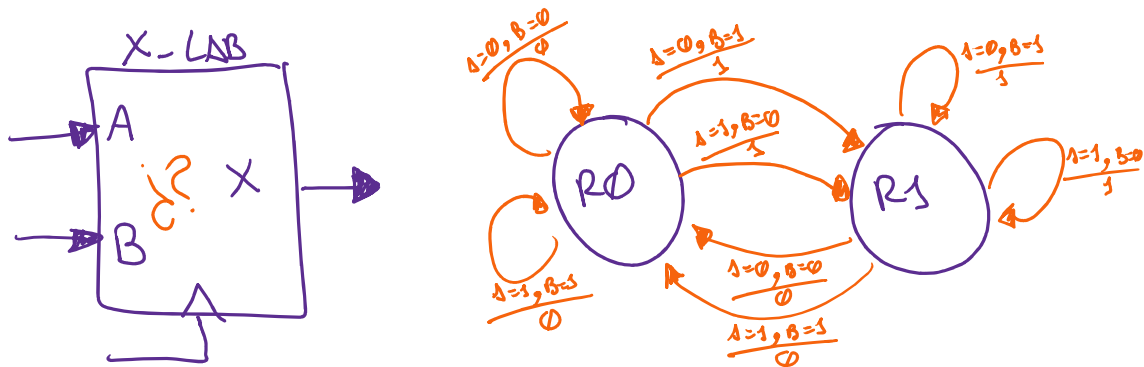 X-LAB
A
¿?
X
B
A=0, B=0
0
A=0, B=1
1
A=0, B=1
1
A=1, B=0
1
A=1, B=0
1
R0
R1
A=1, B=1
0
A=0, B=0
0
A=1, B=1
0